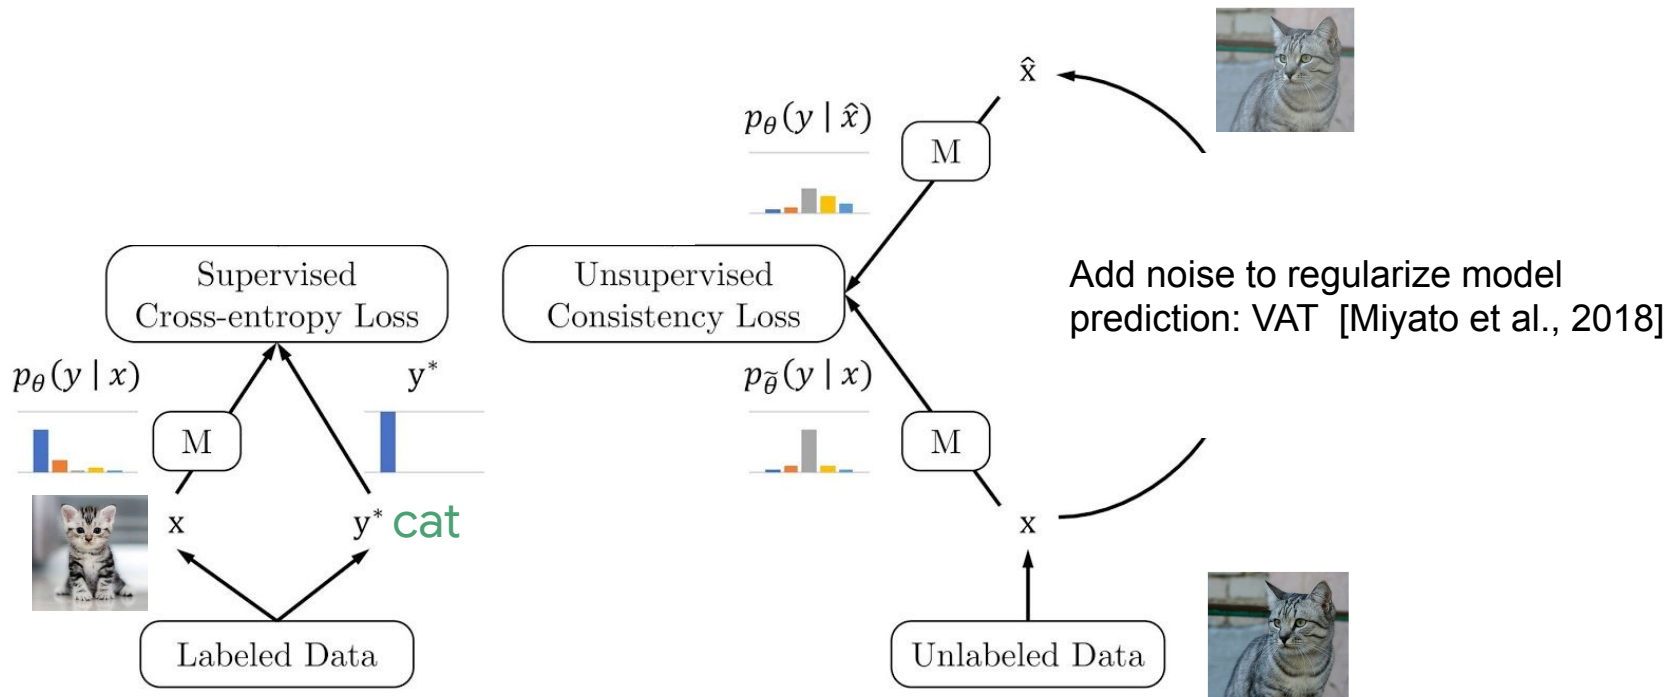 x̂
p_θ(y | x̂)
M
Supervised
Cross-entropy Loss
Unsupervised
Consistency Loss
Add noise to regularize model
prediction: VAT [Miyato et al., 2018]
p_θ(y | x)
y*
p_θ̃(y | x)
M
M
x
y* cat
x
Labeled Data
Unlabeled Data